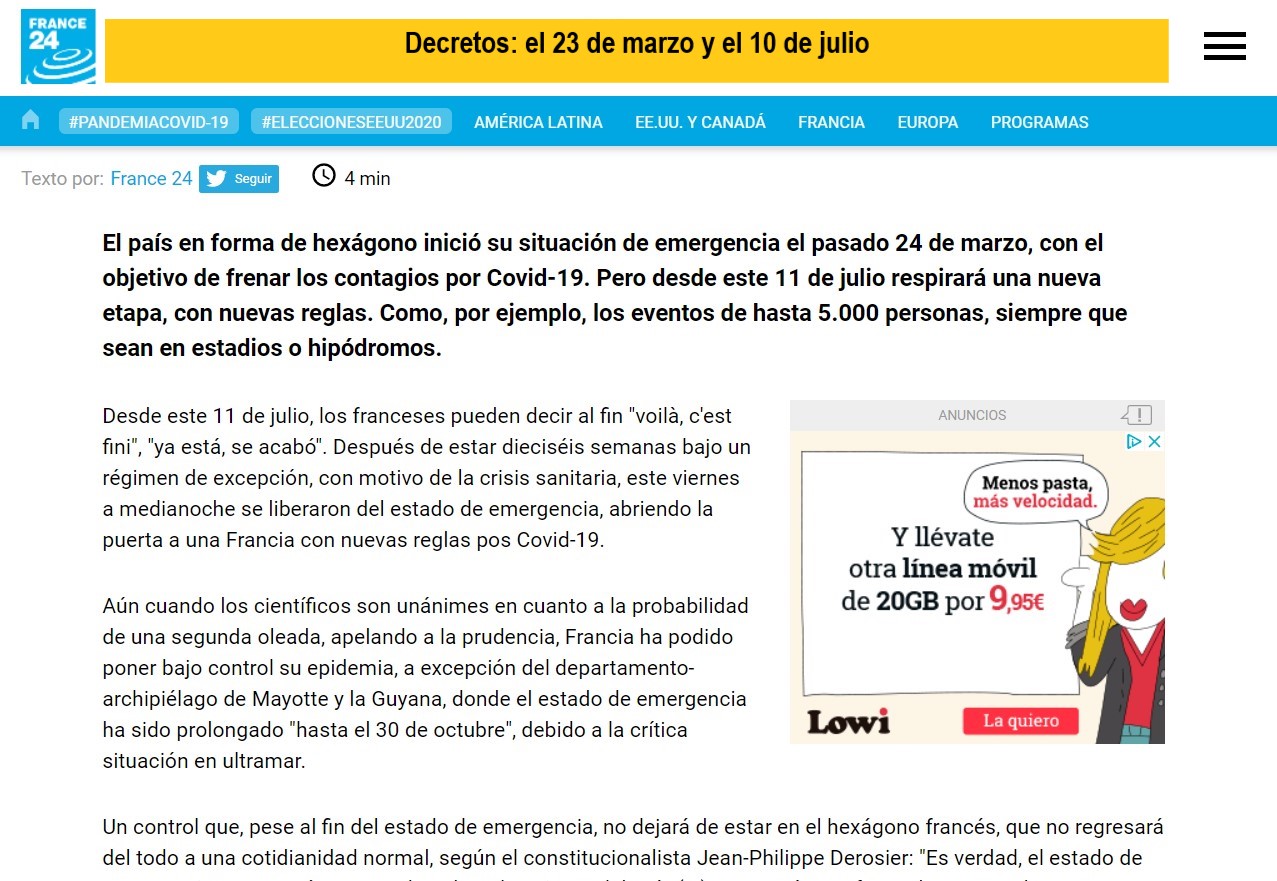 FRANCE
24
Decretos: el 23 de marzo y el 10 de julio
#PANDEMIACOVID-19 #ELECCIONESEEUU2020 AMÉRICA LATINA EE.UU. Y CANADÁ FRANCIA EUROPA PROGRAMAS
Texto por: France 24 Seguir 4 min
El país en forma de hexágono inició su situación de emergencia el pasado 24 de marzo, con el
objetivo de frenar los contagios por Covid-19. Pero desde este 11 de julio respirará una nueva
etapa, con nuevas reglas. Como, por ejemplo, los eventos de hasta 5.000 personas, siempre que
sean en estadios o hipódromos.
Desde este 11 de julio, los franceses pueden decir al fin "voilà, c'est
fini", "ya está, se acabó". Después de estar dieciséis semanas bajo un
régimen de excepción, con motivo de la crisis sanitaria, este viernes
a medianoche se liberaron del estado de emergencia, abriendo la
puerta a una Francia con nuevas reglas pos Covid-19.
Aún cuando los científicos son unánimes en cuanto a la probabilidad
de una segunda oleada, apelando a la prudencia, Francia ha podido
poner bajo control su epidemia, a excepción del departamento-
archipiélago de Mayotte y la Guyana, donde el estado de emergencia
ha sido prolongado "hasta el 30 de octubre", debido a la crítica
situación en ultramar.
ANUNCIOS
Menos pasta,
más velocidad.
Y llévate
otra línea móvil
de 20GB por 9,95€
Lowi
La quiero
Un control que, pese al fin del estado de emergencia, no dejará de estar en el hexágono francés, que no regresará
del todo a una cotidianidad normal, según el constitucionalista Jean-Philippe Derosier: "Es verdad, el estado de